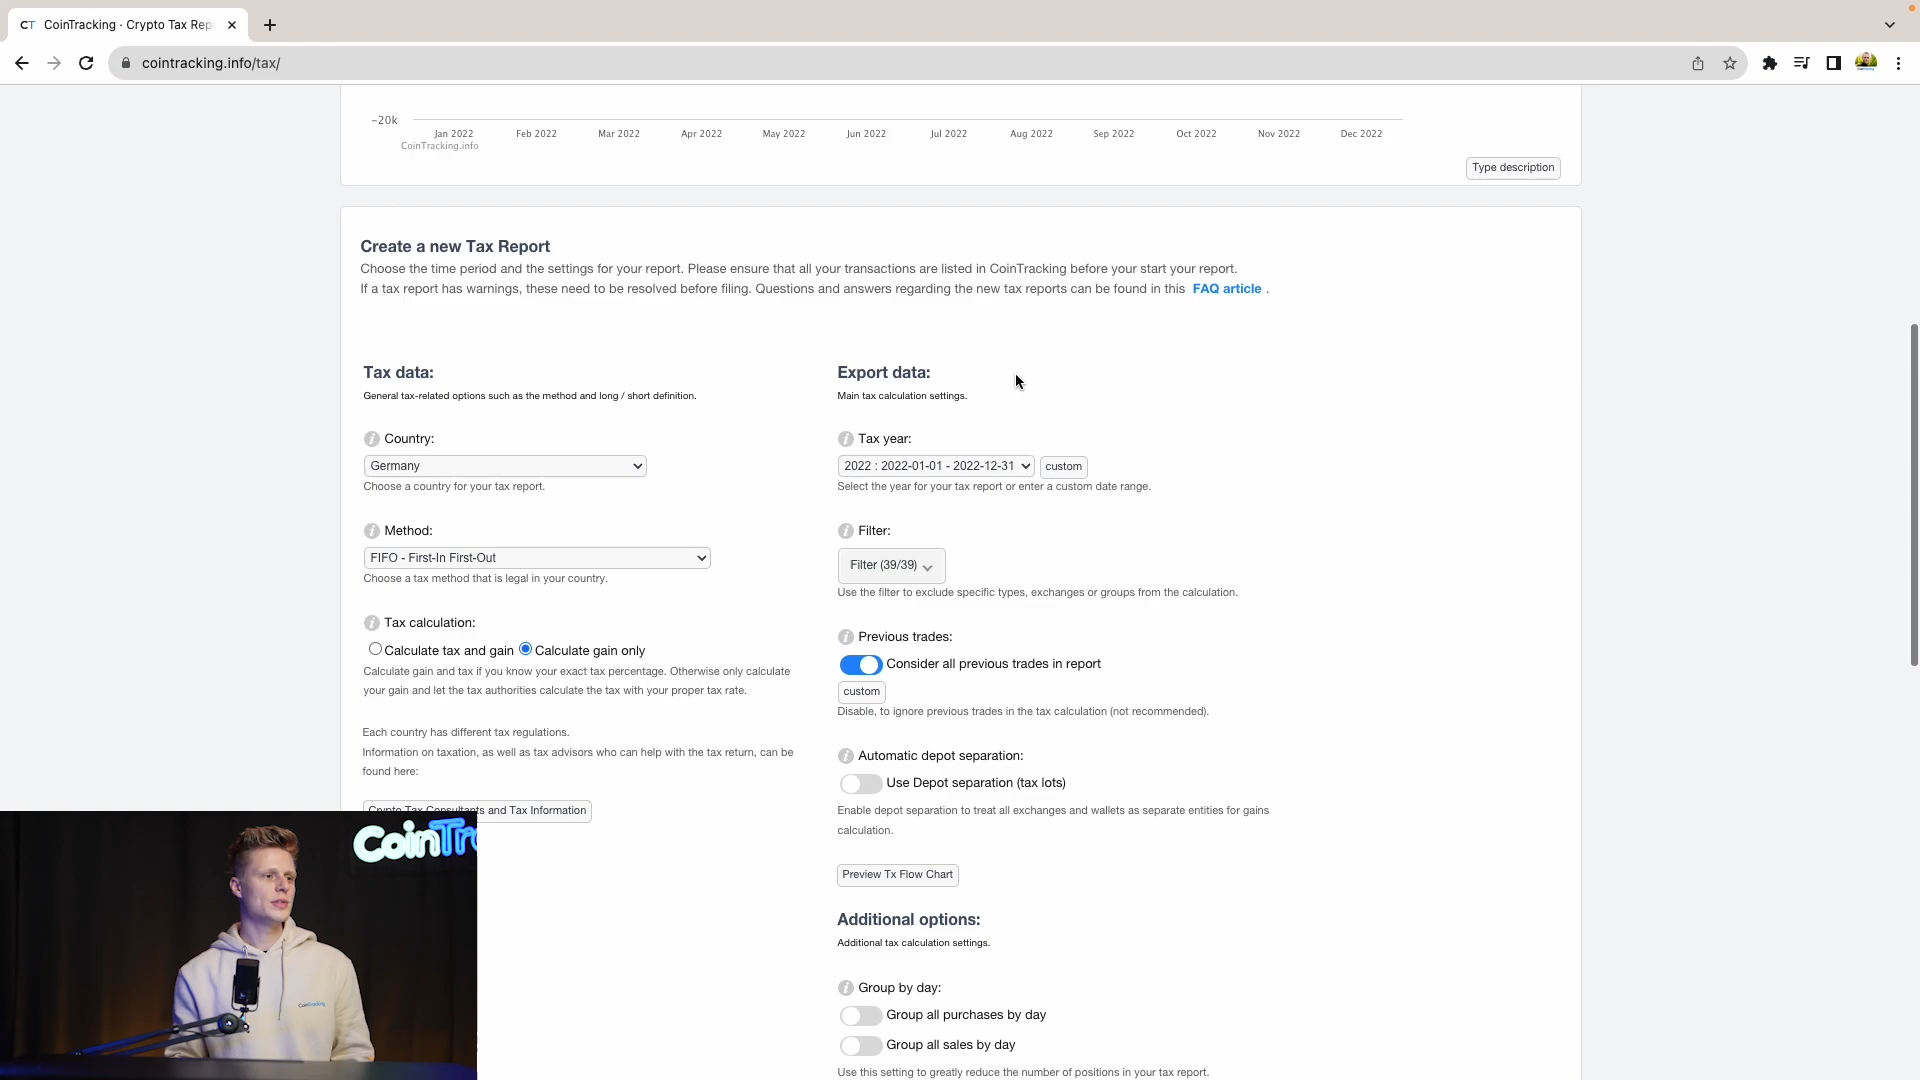 CT CoinTracking · Crypto Tax Rep
cointracking.info/tax/
-20k
Jan 2022 Feb 2022 Mar 2022 Apr 2022 May 2022 Jun 2022 Jul 2022 Aug 2022 Sep 2022 Oct 2022 Nov 2022 Dec 2022
CoinTracking.info
Type description
Create a new Tax Report
Choose the time period and the settings for your report. Please ensure that all your transactions are listed in CoinTracking before your start your report.
If a tax report has warnings, these need to be resolved before filing. Questions and answers regarding the new tax reports can be found in this FAQ article .
Tax data:
General tax-related options such as the method and long / short definition.
Country:
Germany
Choose a country for your tax report.
Method:
FIFO - First-In First-Out
Choose a tax method that is legal in your country.
Tax calculation:
Calculate tax and gain Calculate gain only
Calculate gain and tax if you know your exact tax percentage. Otherwise only calculate
your gain and let the tax authorities calculate the tax with your proper tax rate.
Each country has different tax regulations.
Information on taxation, as well as tax advisors who can help with the tax return, can be
found here:
Crypto Tax Consultants and Tax Information
Export data:
Main tax calculation settings.
Tax year:
2022 : 2022-01-01 - 2022-12-31 custom
Select the year for your tax report or enter a custom date range.
Filter:
Filter (39/39)
Use the filter to exclude specific types, exchanges or groups from the calculation.
Previous trades:
Consider all previous trades in report
custom
Disable, to ignore previous trades in the tax calculation (not recommended).
Automatic depot separation:
Use Depot separation (tax lots)
Enable depot separation to treat all exchanges and wallets as separate entities for gains
calculation.
Preview Tx Flow Chart
Additional options:
Additional tax calculation settings.
Group by day:
Group all purchases by day
Group all sales by day
Use this setting to greatly reduce the number of positions in your tax report.
CoinTra
CoinTracking